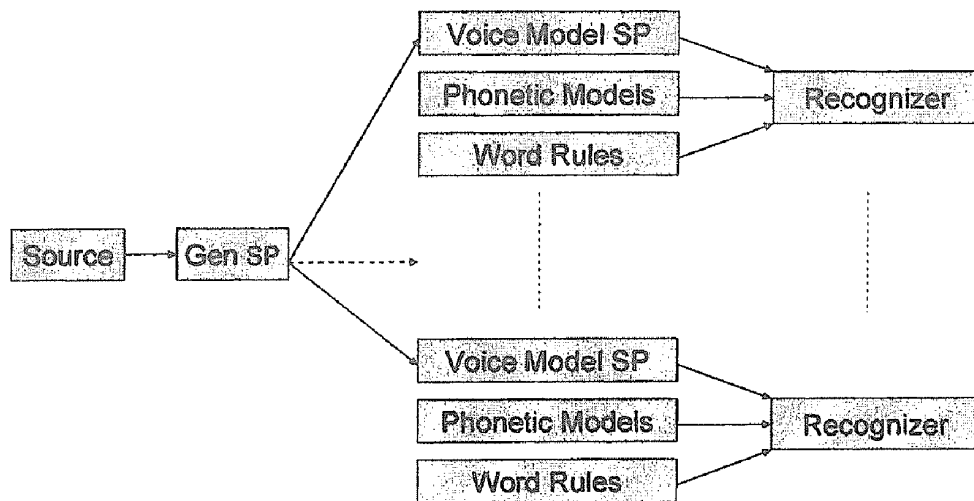 Voice Model SP
Phonetic Models
Recognizer
Word Rules
Source
Gen SP
Voice Model SP
Phonetic Models
Recognizer
Word Rules